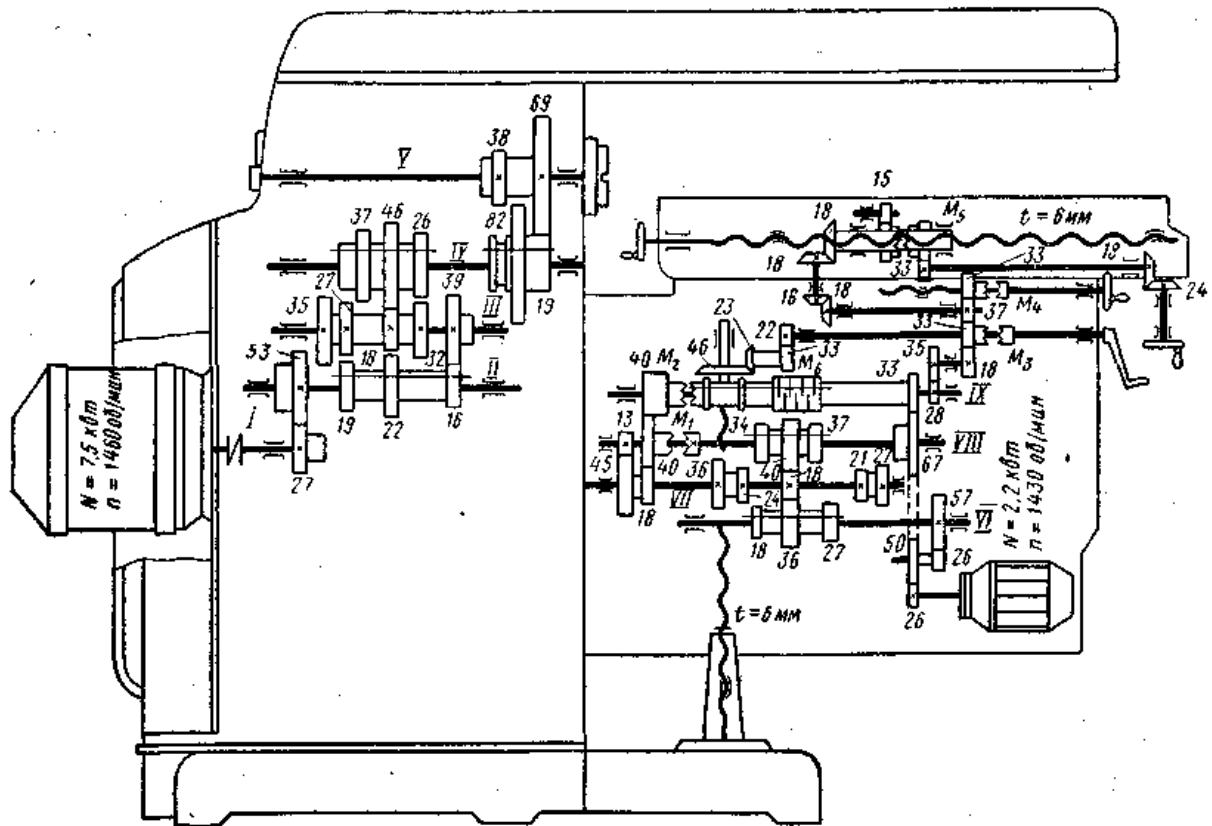 69
38
V
15
37
46
26
82
18
M₅
t = 6 мм
27
IV
39
18
33
33
18
24
35
III
19
16
18
37
M₄
53
18
32
II
23
22
33
46
40
M₂
33
M
6
35
18
M₃
I
19
22
16
33
28
IX
27
13
M₁
34
37
45
40
36
40
18
21
27
67
VIII
18
VII
24
57
VI
18
36
27
50
26
26
t = 6 мм
N = 7,5 квт
n = 1460 об/мин
N = 2,2 квт
n = 1430 об/мин